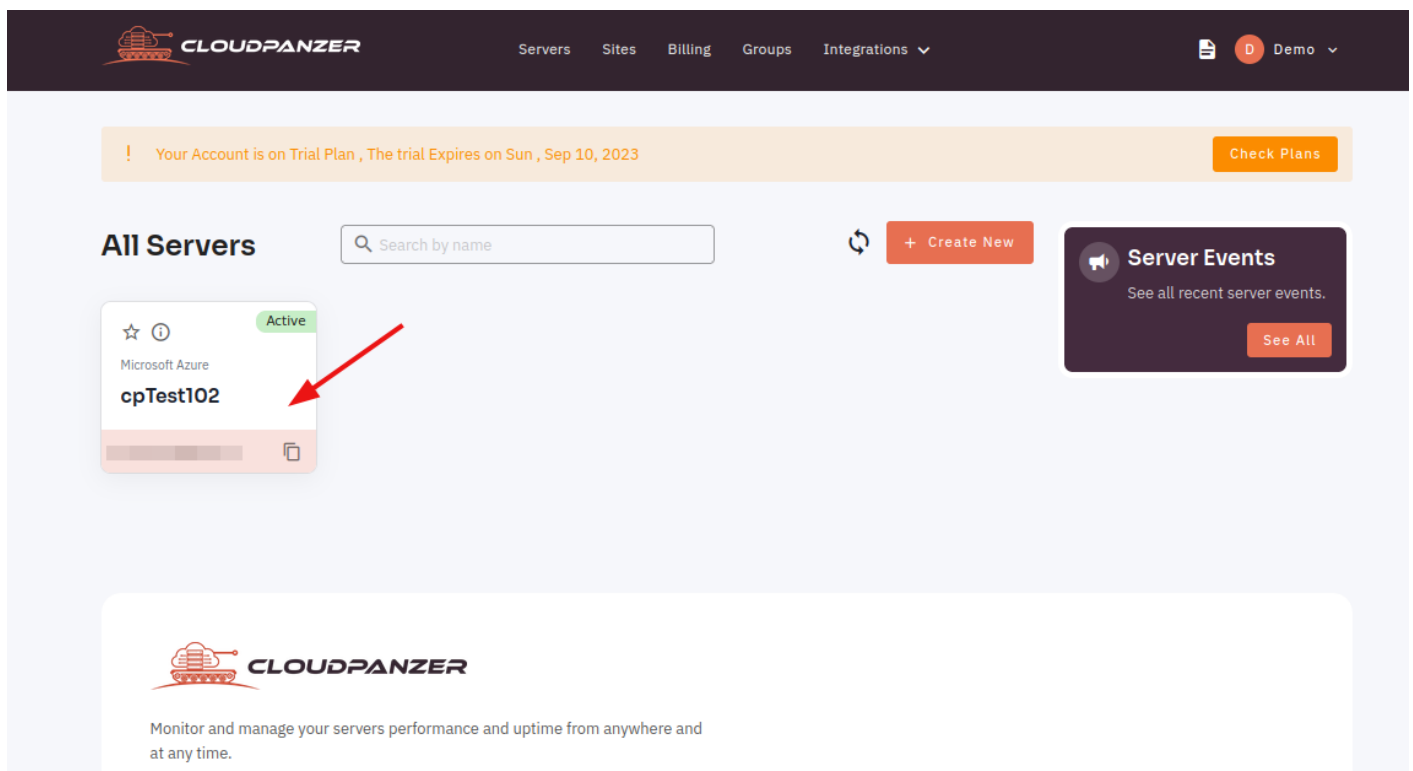 CLOUDPANZER
Servers Sites Billing Groups Integrations
D Demo
! Your Account is on Trial Plan , The trial Expires on Sun , Sep 10, 2023
Check Plans
All Servers
Search by name
+ Create New
Server Events
See all recent server events.
See All
Active
Microsoft Azure
cpTest102
CLOUDPANZER
Monitor and manage your servers performance and uptime from anywhere and
at any time.